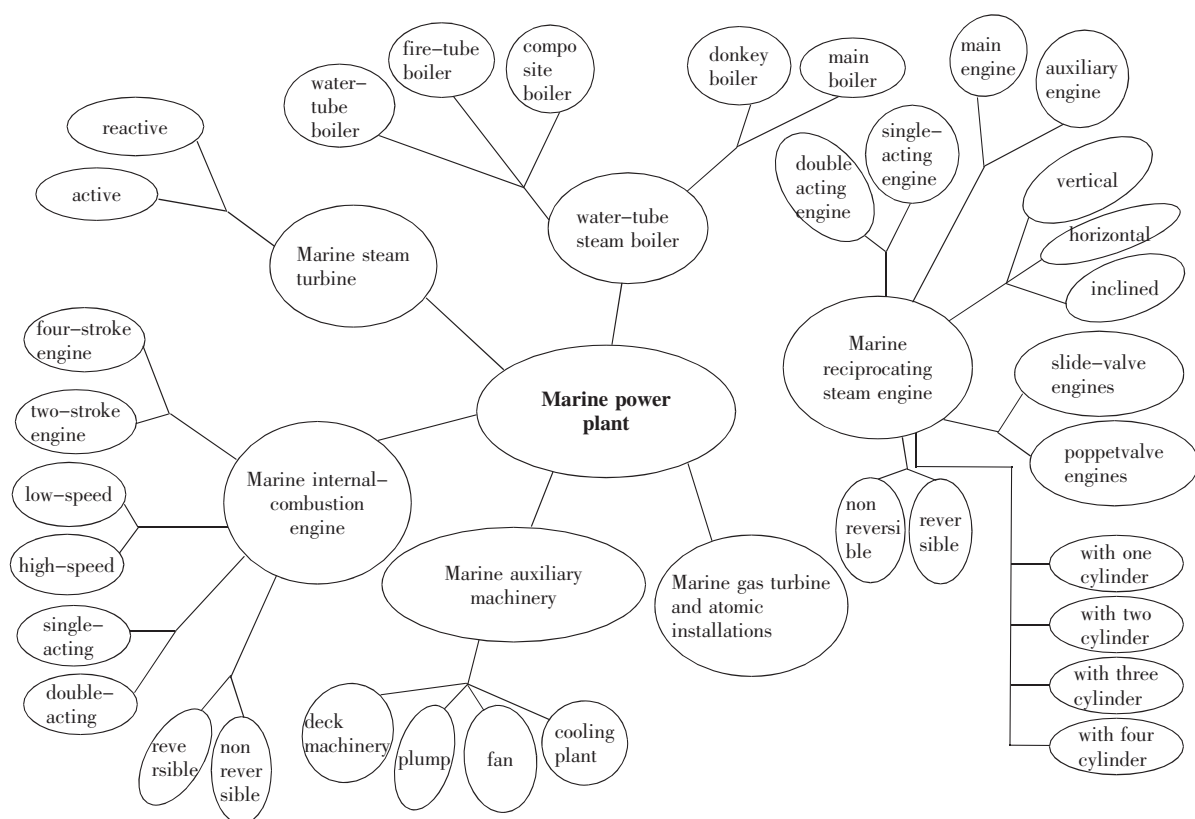 fire-tube
boiler
compo
site
boiler
water-
tube
boiler
donkey
boiler
main
boiler
main
engine
auxiliary
engine
reactive
active
single-
acting
engine
double
acting
engine
vertical
horizontal
inclined
water-tube
steam boiler
Marine steam
turbine
four-stroke
engine
two-stroke
engine
low-speed
high-speed
single-
acting
double-
acting
Marine internal-
combustion
engine
reve
rsible
non
rever
sible
Marine power
plant
Marine
reciprocating
steam engine
slide-valve
engines
poppetvalve
engines
non
reversi
ble
rever
sible
with one
cylinder
with two
cylinder
with three
cylinder
with four
cylinder
Marine auxiliary
machinery
Marine gas turbine
and atomic
installations
deck
machinery
plump
fan
cooling
plant